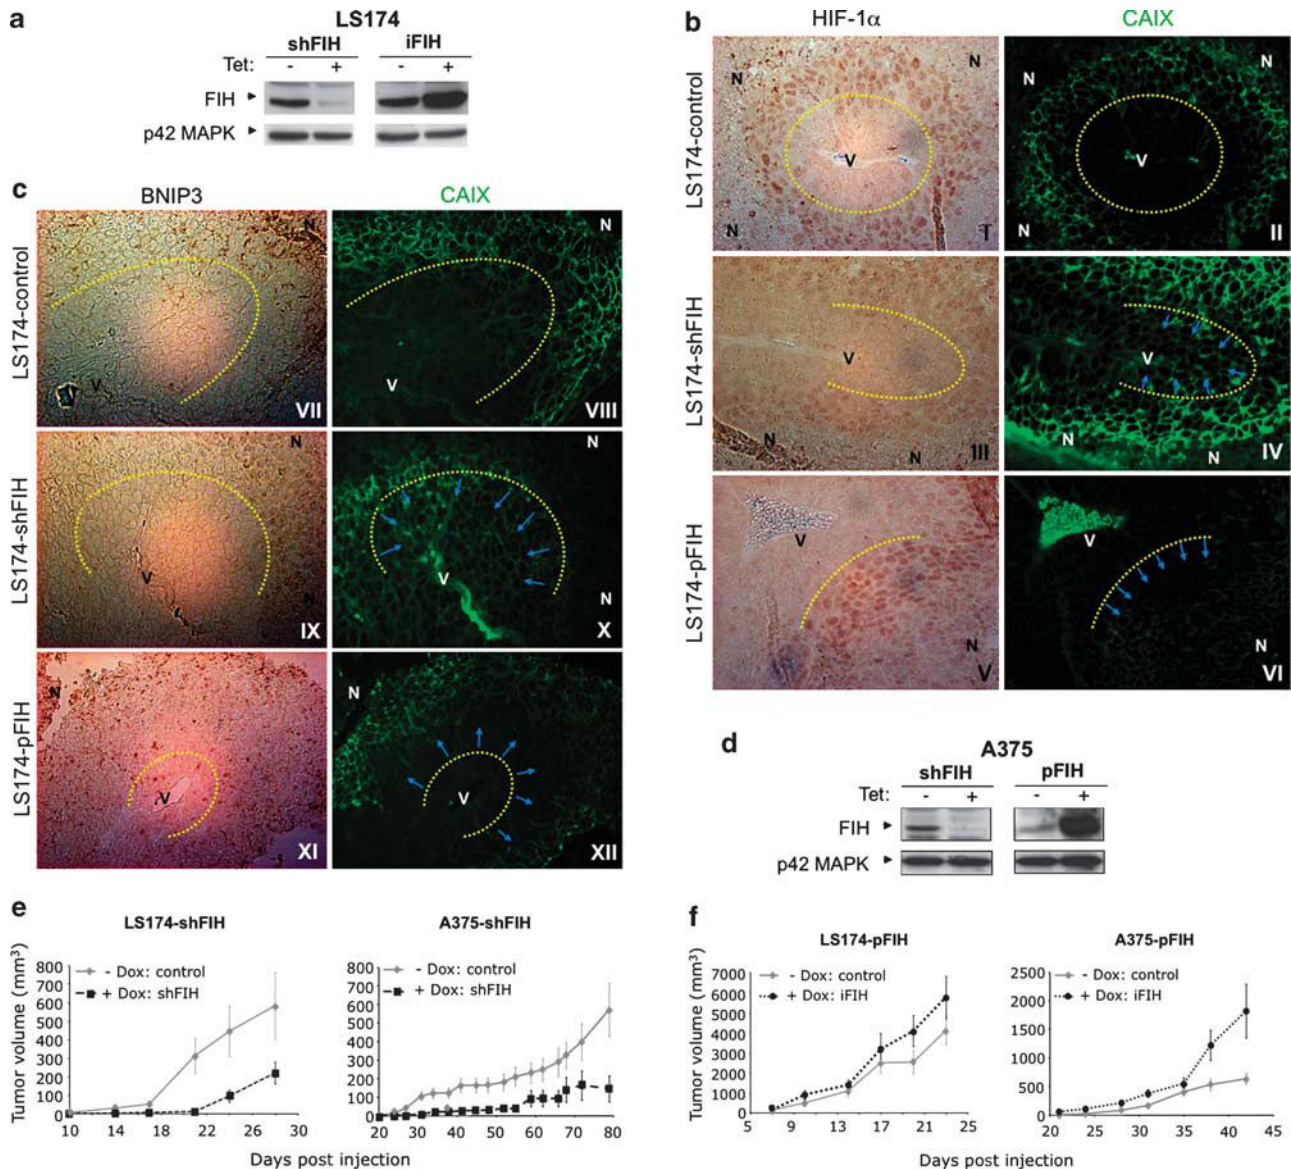 a
LS174
shFIH iFIH
Tet: - + - +
FIH
p42 MAPK
b
HIF-1α CAIX
LS174-control
N N N N V I
N N N V II
LS174-shFIH
V N N III
V N N IV
LS174-pFIH
V N V
V N VI
c
BNIP3 CAIX
LS174-control
N V VII
N V VIII
LS174-shFIH
N V N IX
N V N X
LS174-pFIH
N V XI
N V XII
d
A375
shFIH pFIH
Tet: - + - +
FIH
p42 MAPK
e
LS174-shFIH
Tumor volume (mm³)
800
700
600
500
400
300
200
100
0
- Dox: control
+ Dox: shFIH
10 14 18 22 26 30
A375-shFIH
800
700
600
500
400
300
200
100
0
- Dox: control
+ Dox: shFIH
20 30 40 50 60 70 80
Days post injection
f
LS174-pFIH
Tumor volume (mm³)
7000
6000
5000
4000
3000
2000
1000
0
- Dox: control
+ Dox: iFIH
5 9 13 17 21 25
A375-pFIH
2500
2000
1500
1000
500
0
- Dox: control
+ Dox: iFIH
21 25 29 33 37 41 45
Days post injection